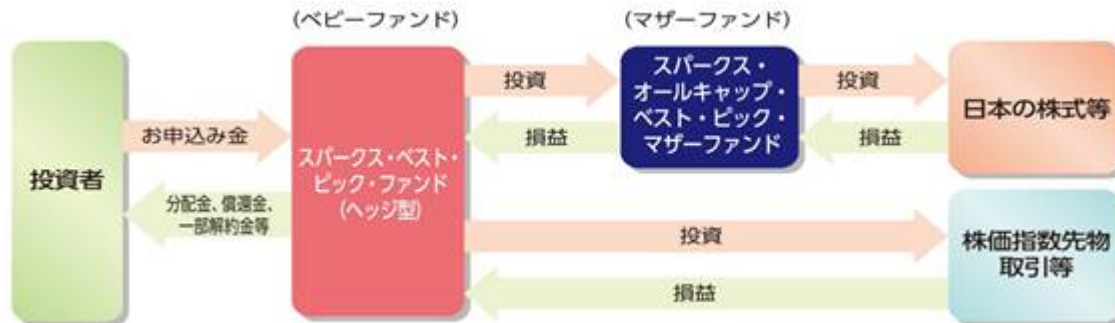 (ベビーファンド)
(マザーファンド)
投資者
お申込み金
分配金、償還金、
一部解約金等
スパークス・ベスト・
ピック・ファンド
(ヘッジ型)
投資
損益
スパークス・
オールキャップ・
ベスト・ピック・
マザーファンド
投資
損益
日本の株式等
投資
損益
株価指数先物
取引等